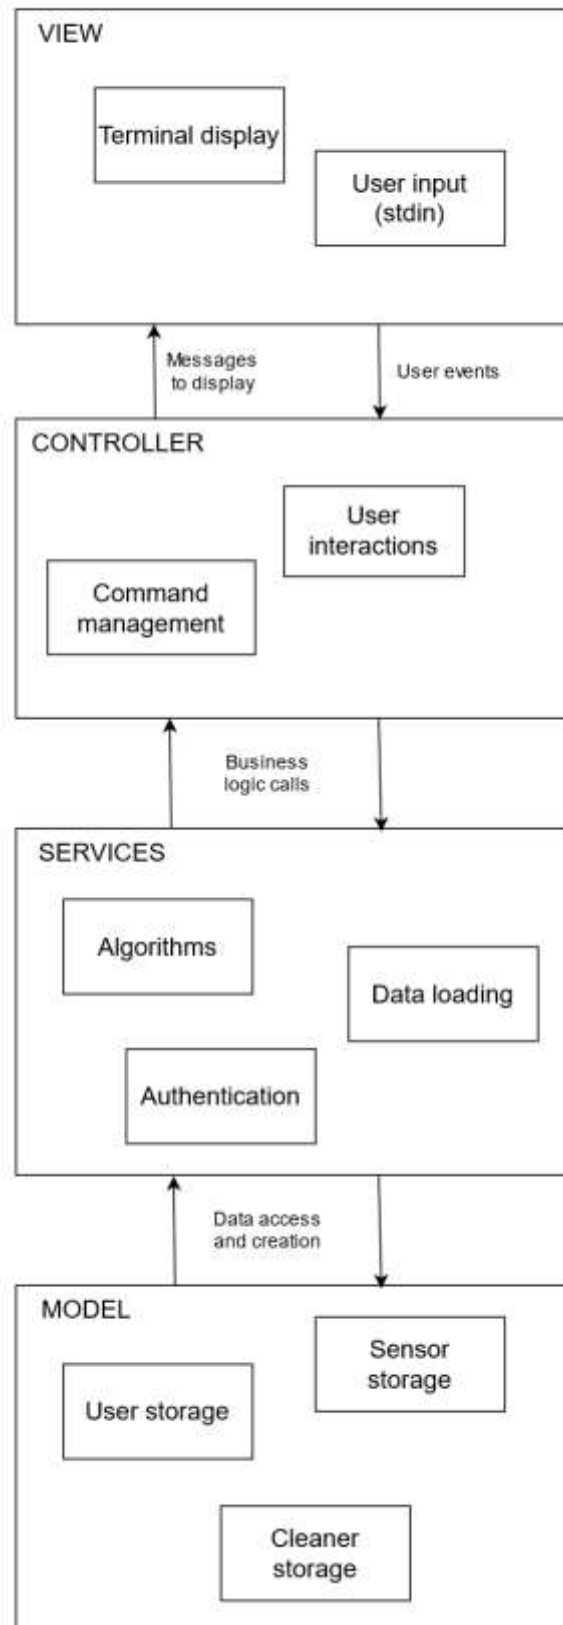 VIEW
Terminal display
User input
(stdin)
Messages
to display
User events
CONTROLLER
User
interactions
Command
management
Business
logic calls
SERVICES
Algorithms
Data loading
Authentication
Data access
and creation
MODEL
Sensor
storage
User storage
Cleaner
storage